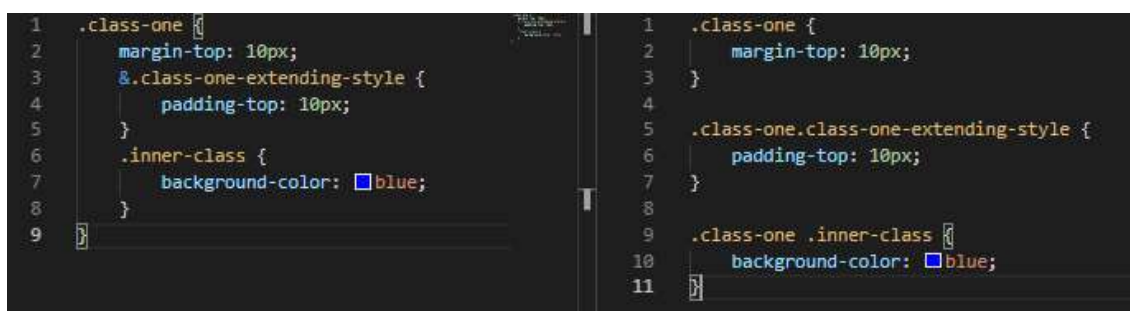 1 .class-one {
2 margin-top: 10px;
3 &.class-one-extending-style {
4 padding-top: 10px;
5 }
6 .inner-class {
7 background-color: blue;
8 }
9 }
1 .class-one {
2 margin-top: 10px;
3 }
4
5 .class-one.class-one-extending-style {
6 padding-top: 10px;
7 }
8
9 .class-one .inner-class {
10 background-color: blue;
11 }